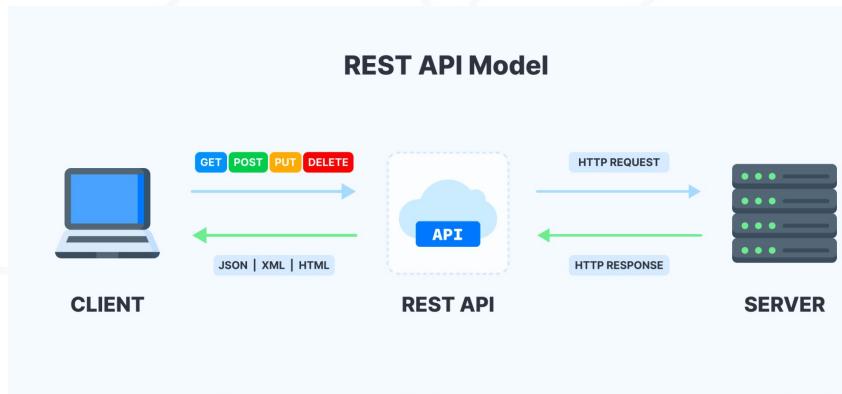 REST API Model
GET POST PUT DELETE
HTTP REQUEST
API
JSON | XML | HTML
HTTP RESPONSE
CLIENT
REST API
SERVER